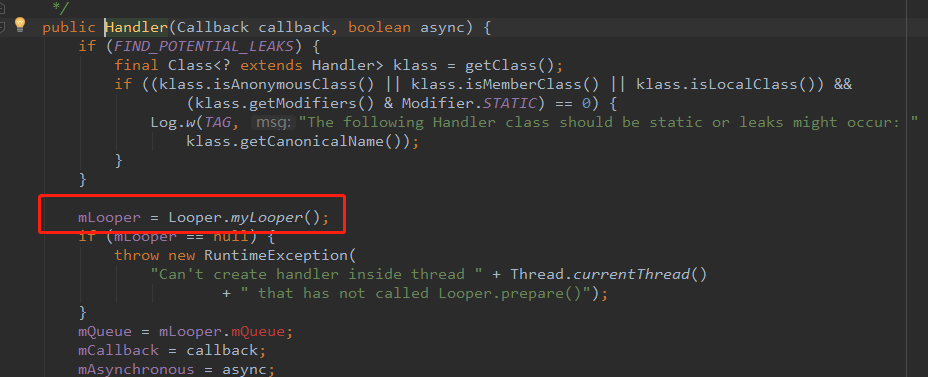 */
public Handler(Callback callback, boolean async) {
if (FIND_POTENTIAL_LEAKS) {
final Class<? extends Handler> klass = getClass();
if ((klass.isAnonymousClass() || klass.isMemberClass() || klass.isLocalClass()) &&
(klass.getModifiers() & Modifier.STATIC) == 0) {
Log.w(TAG, msg: "The following Handler class should be static or leaks might occur: "
klass.getCanonicalName());
}
}
mLooper = Looper.myLooper();
if (mLooper == null) {
throw new RuntimeException(
"Can't create handler inside thread " + Thread.currentThread()
+ " that has not called Looper.prepare()");
}
mQueue = mLooper.mQueue;
mCallback = callback;
mAsynchronous = async;